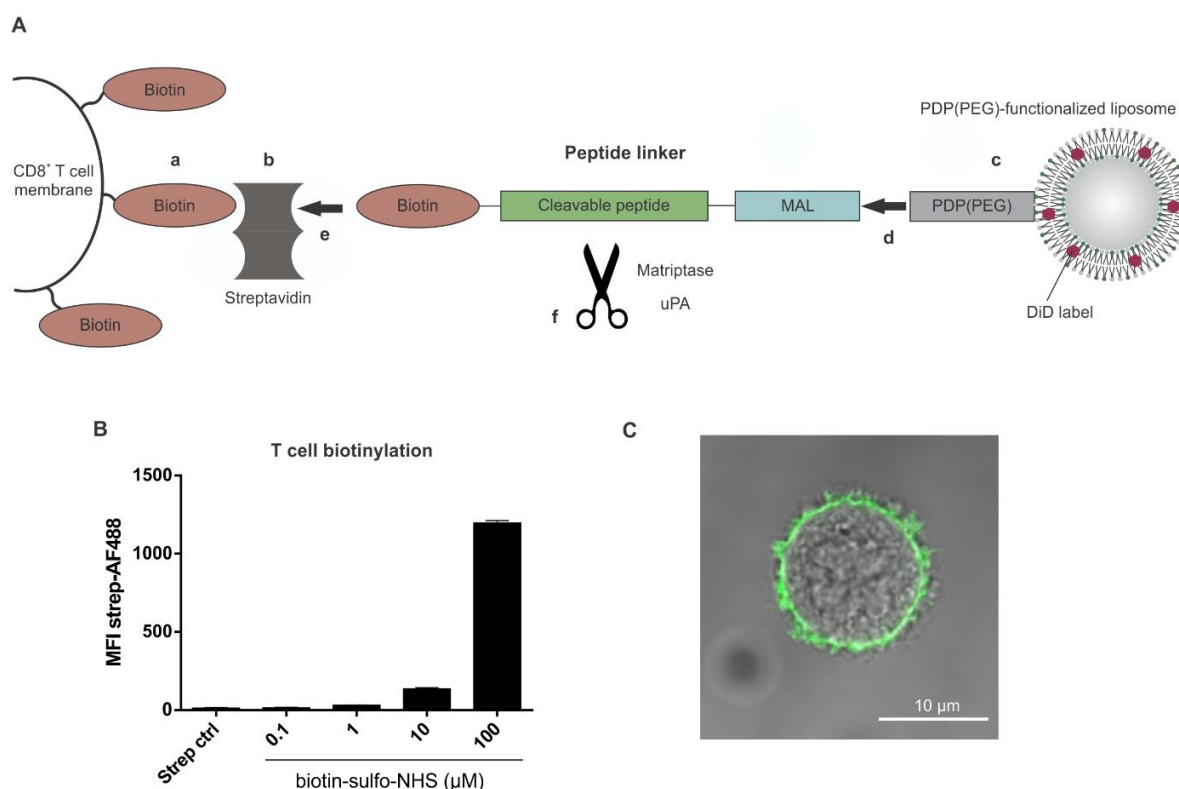 A
Biotin
CD8⁺ T cell
membrane
a
Biotin
b
Streptavidin
Biotin
e
Peptide linker
Biotin
Cleavable peptide
MAL
f
Matriptase
uPA
d
PDP(PEG)-functionalized liposome
c
PDP(PEG)
DiD label
B
T cell biotinylation
MFI strep-AF488
1500
1000
500
0
Strep ctrl
0.1
1
10
100
biotin-sulfo-NHS (µM)
C
10 µm